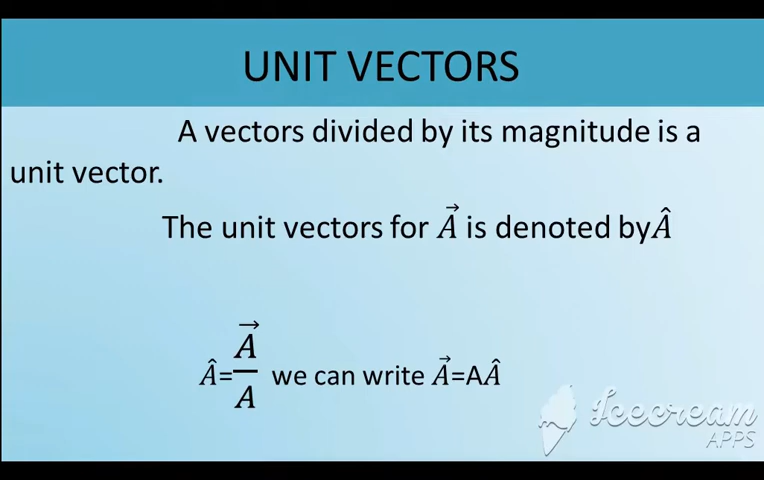 UNIT VECTORS
A vectors divided by its magnitude is a
unit vector.
The unit vectors for A⃗ is denoted byÂ
Â=A⃗/A we can write A⃗=AÂ
Icecream
APPS